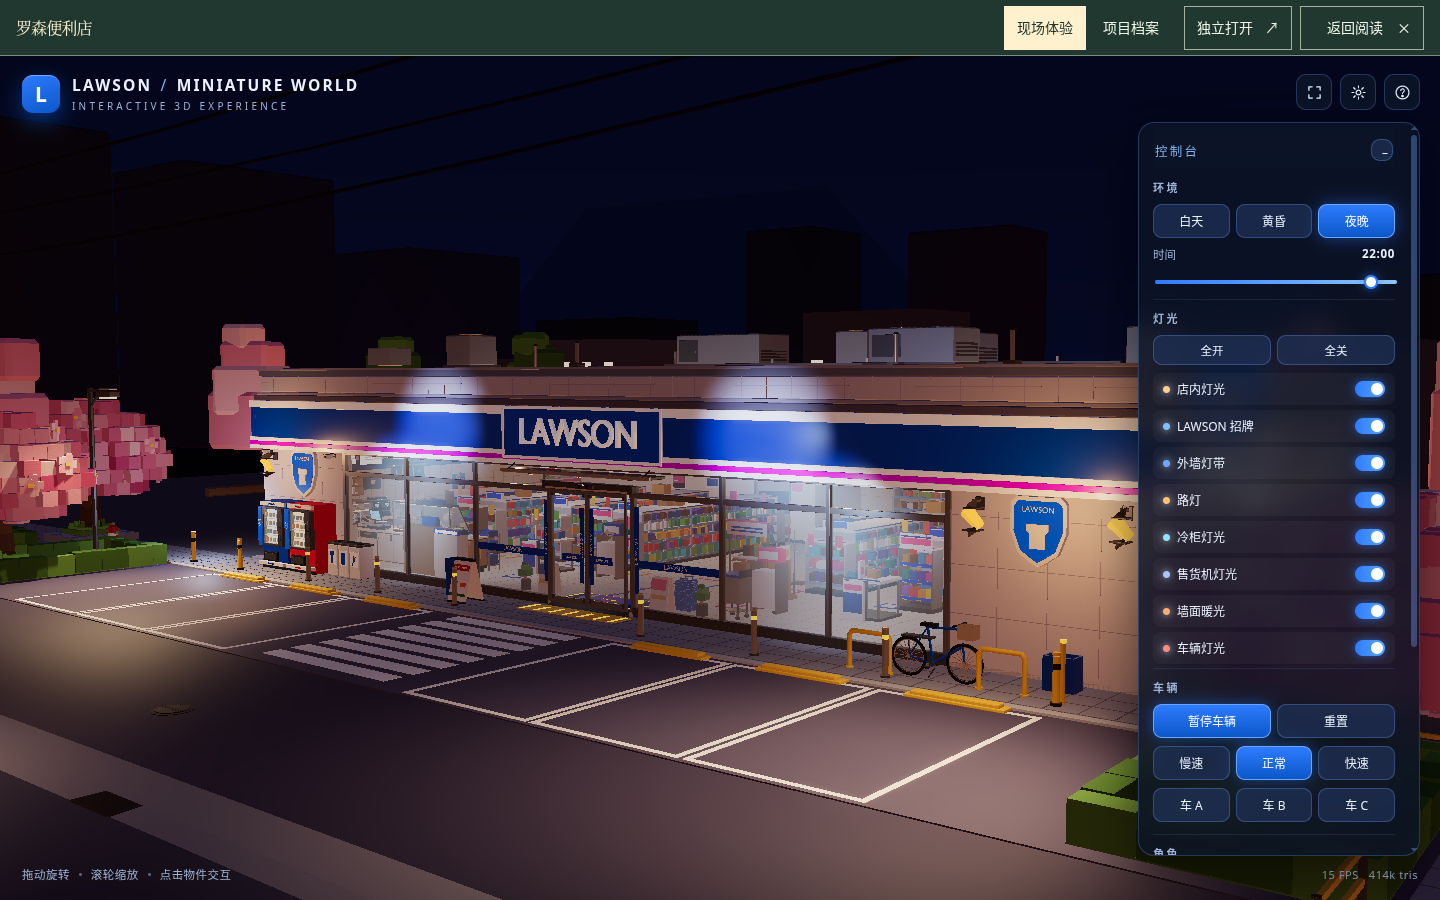 罗森便利店
现场体验
项目档案
独立打开 ↗
返回阅读 ×
L
LAWSON / MINIATURE WORLD
INTERACTIVE 3D EXPERIENCE
控制台
环境
白天
黄昏
夜晚
时间
22:00
灯光
全开
全关
店内灯光
LAWSON 招牌
外墙灯带
路灯
冷柜灯光
售货机灯光
墙面暖光
车辆灯光
车辆
暂停车辆
重置
慢速
正常
快速
车 A
车 B
车 C
角色
LAWSON
LAWSON
拖动旋转 • 滚轮缩放 • 点击物件交互
15 FPS 414k tris